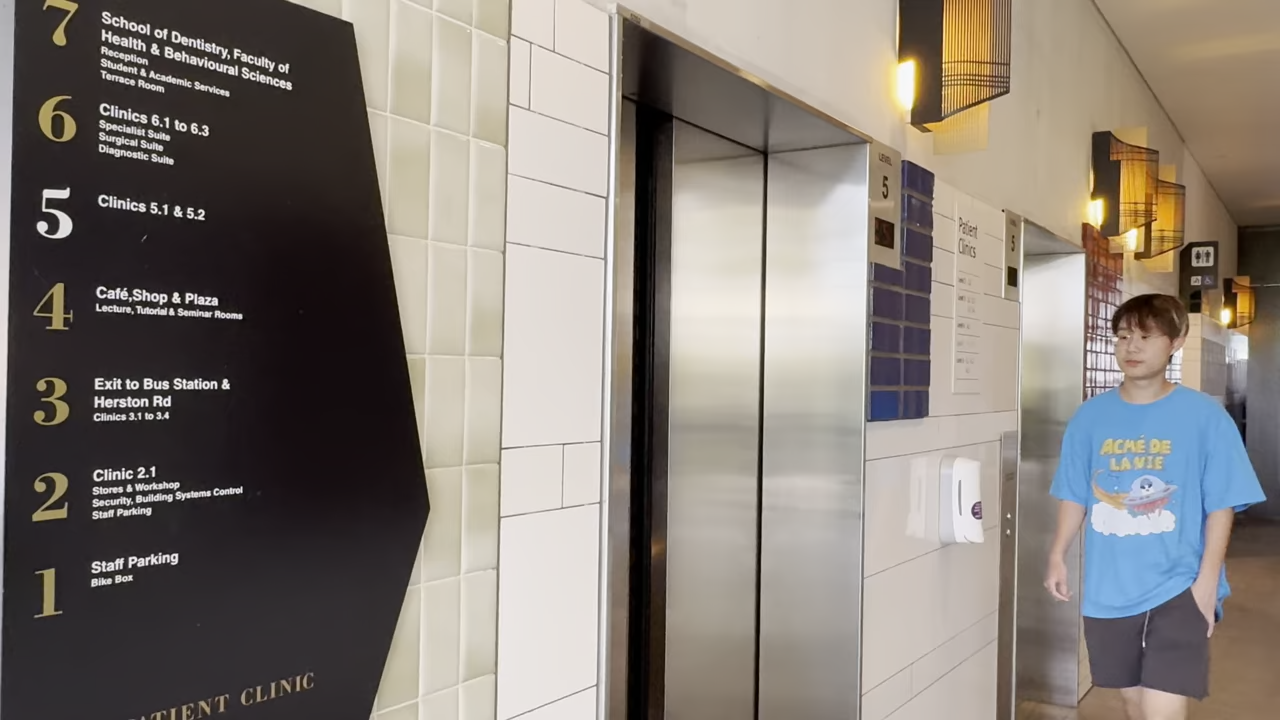 7
School of Dentistry, Faculty of
Health & Behavioural Sciences
Reception
Student & Academic Services
Terrace Room
6
Clinics 6.1 to 6.3
Specialist Suite
Surgical Suite
Diagnostic Suite
5
Clinics 5.1 & 5.2
4
Café,Shop & Plaza
Lecture, Tutorial & Seminar Rooms
3
Exit to Bus Station &
Herston Rd
Clinics 3.1 to 3.4
2
Clinic 2.1
Stores & Workshop
Security, Building Systems Control
Staff Parking
1
Staff Parking
Bike Box
PATIENT CLINIC
LEVEL
5
Patient
Clinics
5
ACMÉ DE
LA VIE